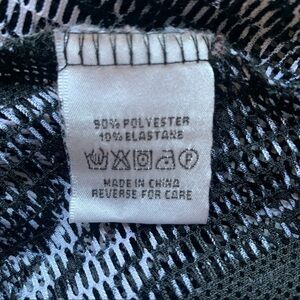 90% POLYESTER
10% ELASTANE
MADE IN CHINA
REVERSE FOR CARE